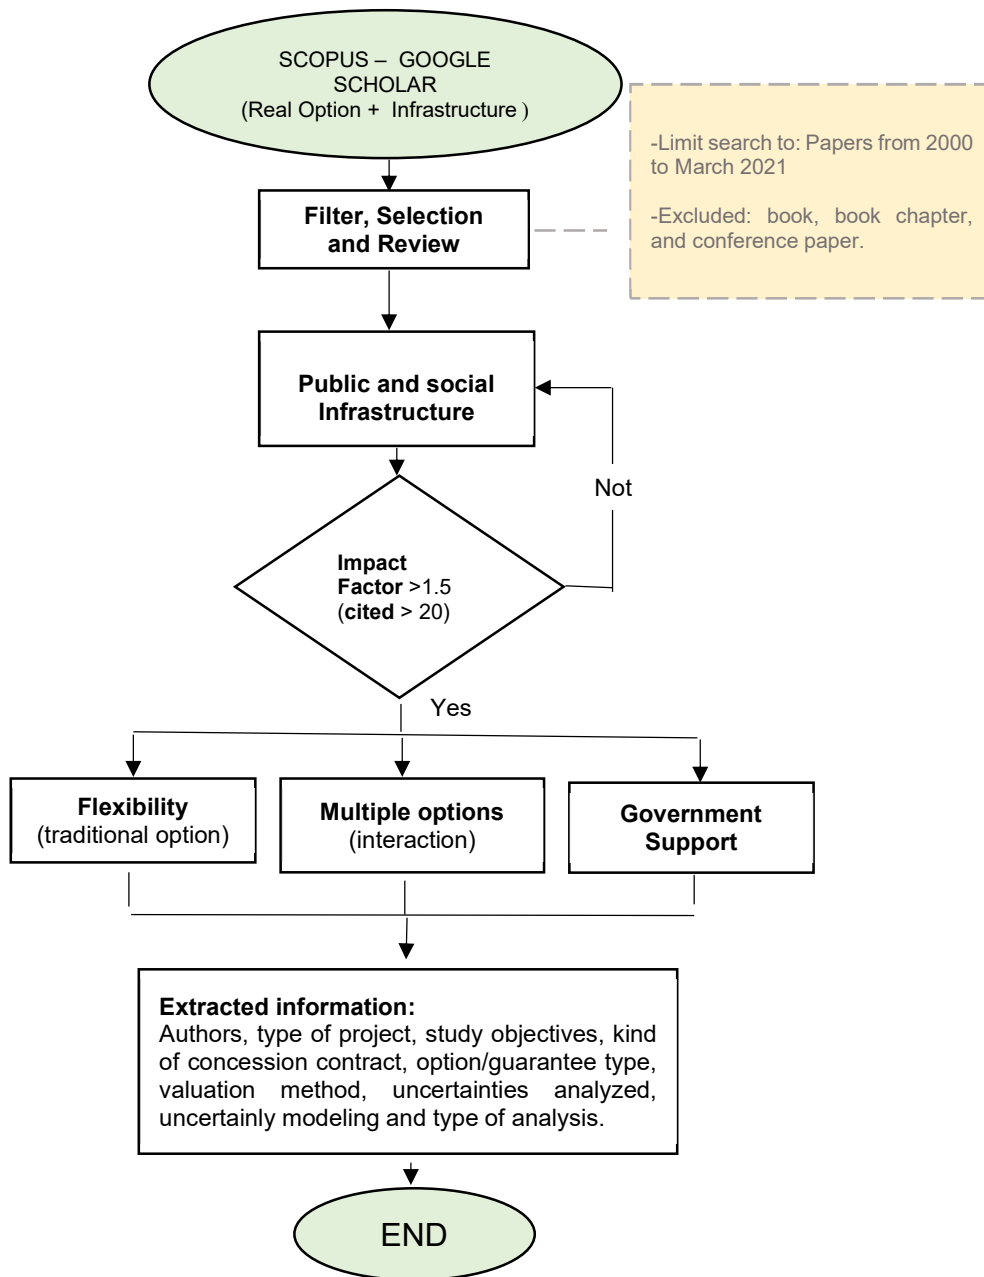 SCOPUS – GOOGLE
SCHOLAR
(Real Option + Infrastructure )
-Limit search to: Papers from 2000
to March 2021
-Excluded: book, book chapter,
and conference paper.
Filter, Selection
and Review
Public and social
Infrastructure
Not
Impact
Factor >1.5
(cited > 20)
Yes
Flexibility
(traditional option)
Multiple options
(interaction)
Government
Support
Extracted information:
Authors, type of project, study objectives, kind
of concession contract, option/guarantee type,
valuation method, uncertainties analyzed,
uncertainly modeling and type of analysis.
END